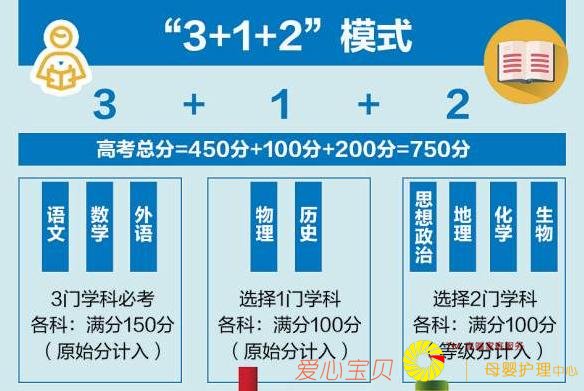 “3+1+2”模式
3 + 1 + 2
高考总分=450分+100分+200分=750分
语文 数学 外语
3门学科必考
各科：满分150分
（原始分计入）
物理 历史
选择1门学科
各科：满分100分
（原始分计入）
思想政治 地理 化学 生物
选择2门学科
各科：满分100分
等级分计入）
爱心宝贝
母婴护理中心